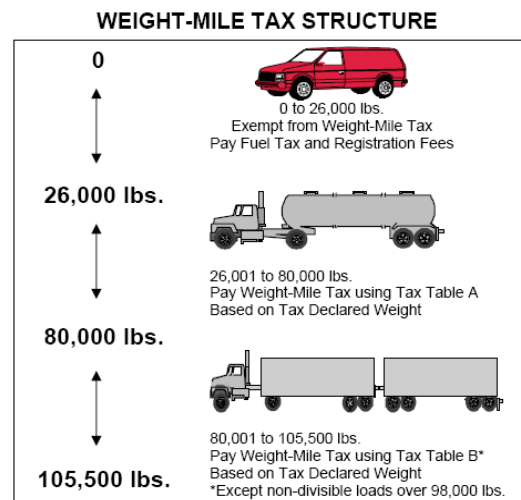 WEIGHT-MILE TAX STRUCTURE
0
0 to 26,000 lbs.
Exempt from Weight-Mile Tax
Pay Fuel Tax and Registration Fees
26,000 lbs.
26,001 to 80,000 lbs.
Pay Weight-Mile Tax using Tax Table A
Based on Tax Declared Weight
80,000 lbs.
80,001 to 105,500 lbs.
Pay Weight-Mile Tax using Tax Table B*
Based on Tax Declared Weight
*Except non-divisible loads over 98,000 lbs.
105,500 lbs.